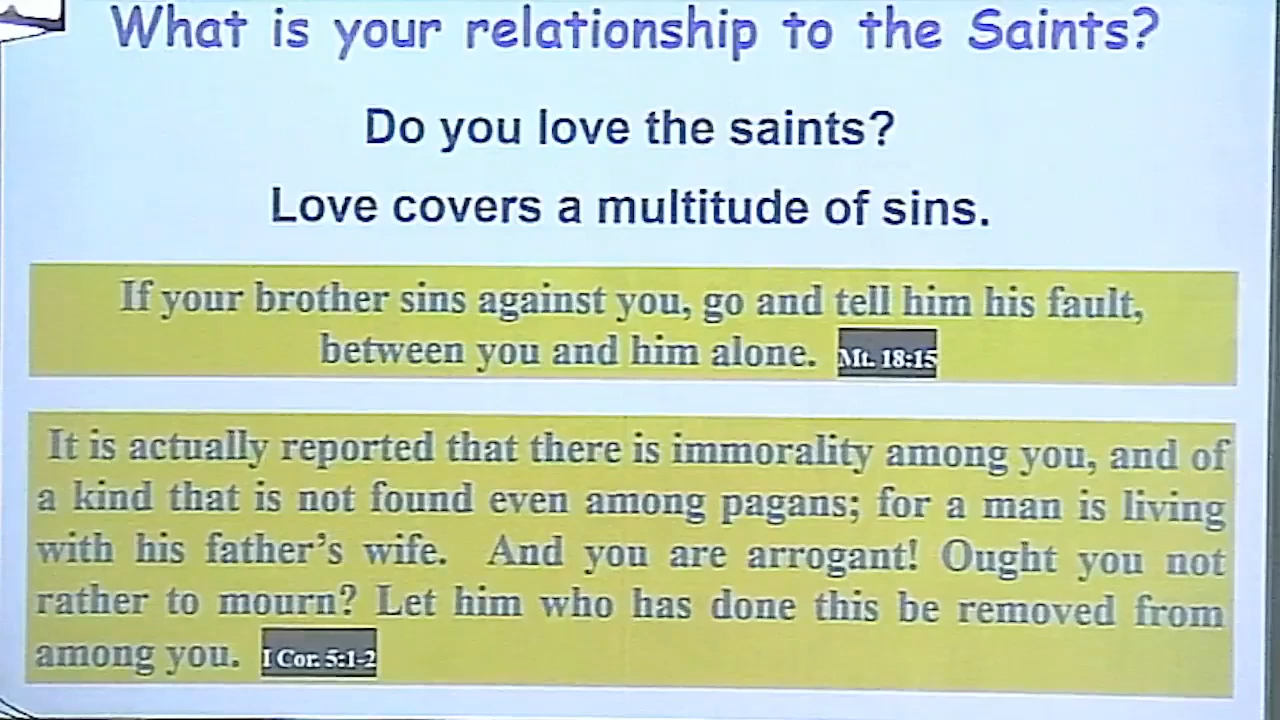 What is your relationship to the Saints?
Do you love the saints?
Love covers a multitude of sins.
If your brother sins against you, go and tell him his fault,
between you and him alone. Mt. 18:15
It is actually reported that there is immorality among you, and of
a kind that is not found even among pagans; for a man is living
with his father's wife. And you are arrogant! Ought you not
rather to mourn? Let him who has done this be removed from
among you. I Cor. 5:1-2